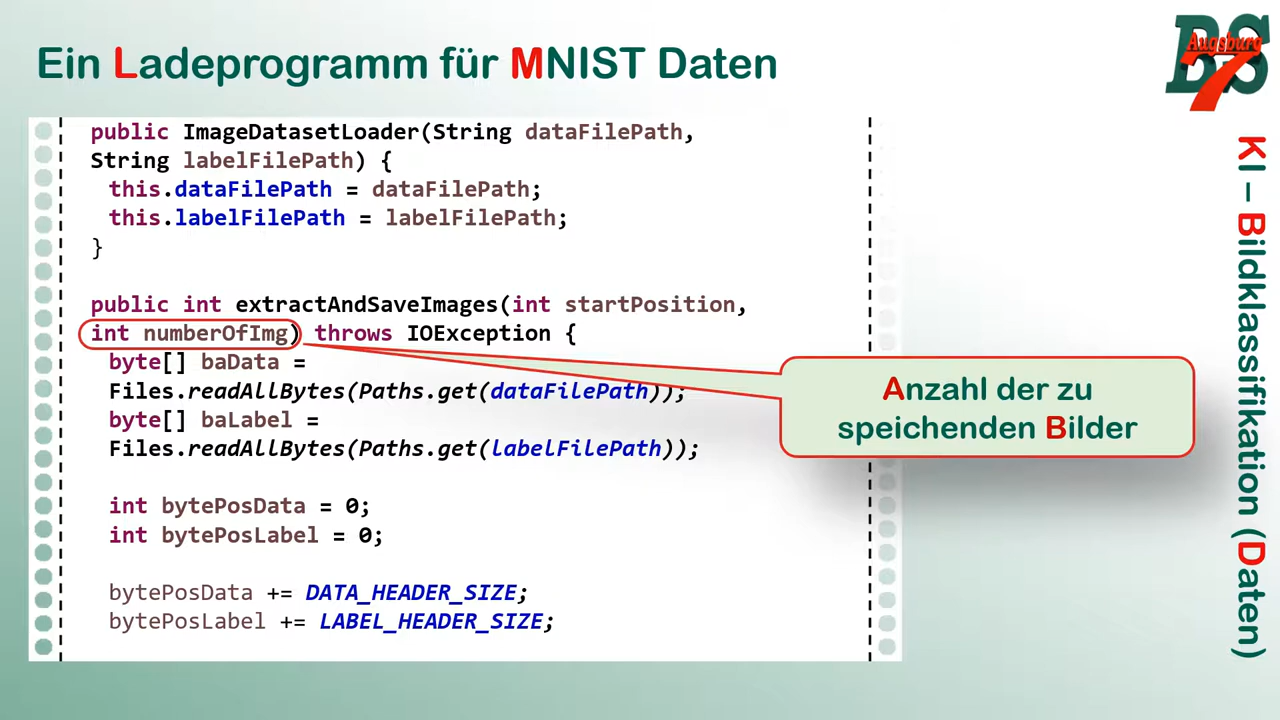 Ein Ladeprogramm für MNIST Daten
BS
Augsburg
7
public ImageDatasetLoader(String dataFilePath,
String labelFilePath) {
this.dataFilePath = dataFilePath;
this.labelFilePath = labelFilePath;
}
public int extractAndSaveImages(int startPosition,
int numberOfImg) throws IOException {
byte[] baData =
Files.readAllBytes(Paths.get(dataFilePath));
byte[] baLabel =
Files.readAllBytes(Paths.get(labelFilePath));
int bytePosData = 0;
int bytePosLabel = 0;
bytePosData += DATA_HEADER_SIZE;
bytePosLabel += LABEL_HEADER_SIZE;
Anzahl der zu
speichenden Bilder
KI – Bildklassifikation (Daten)